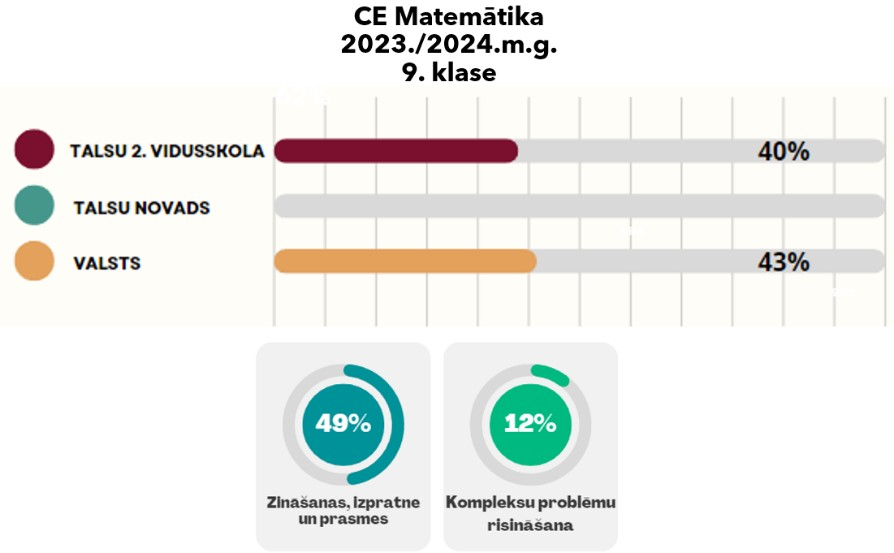 CE Matemātika
2023./2024.m.g.
9. klase
TALSU 2. VIDUSSKOLA 40%
TALSU NOVADS
VALSTS 43%
49%
Zināšanas, izpratne
un prasmes
12%
Kompleksu problēmu
risināšana